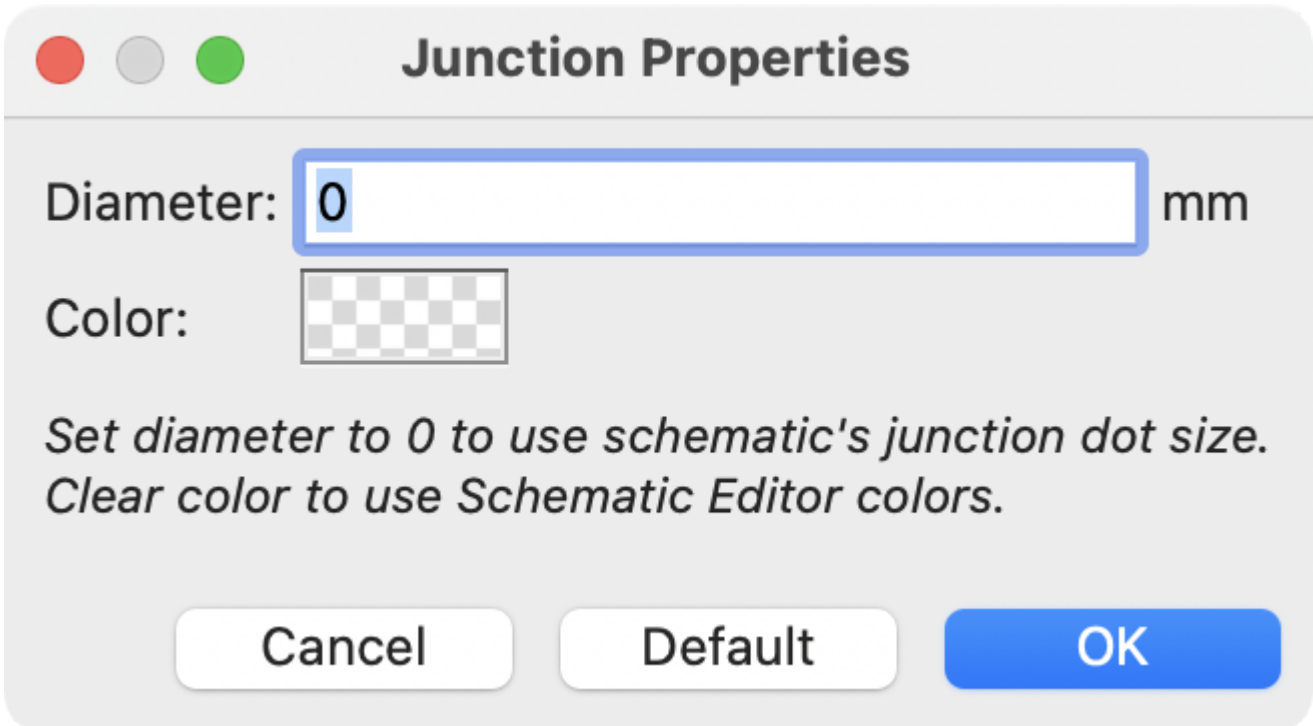 Junction Properties
Diameter: 0 mm
Color:
Set diameter to 0 to use schematic's junction dot size.
Clear color to use Schematic Editor colors.
Cancel Default OK